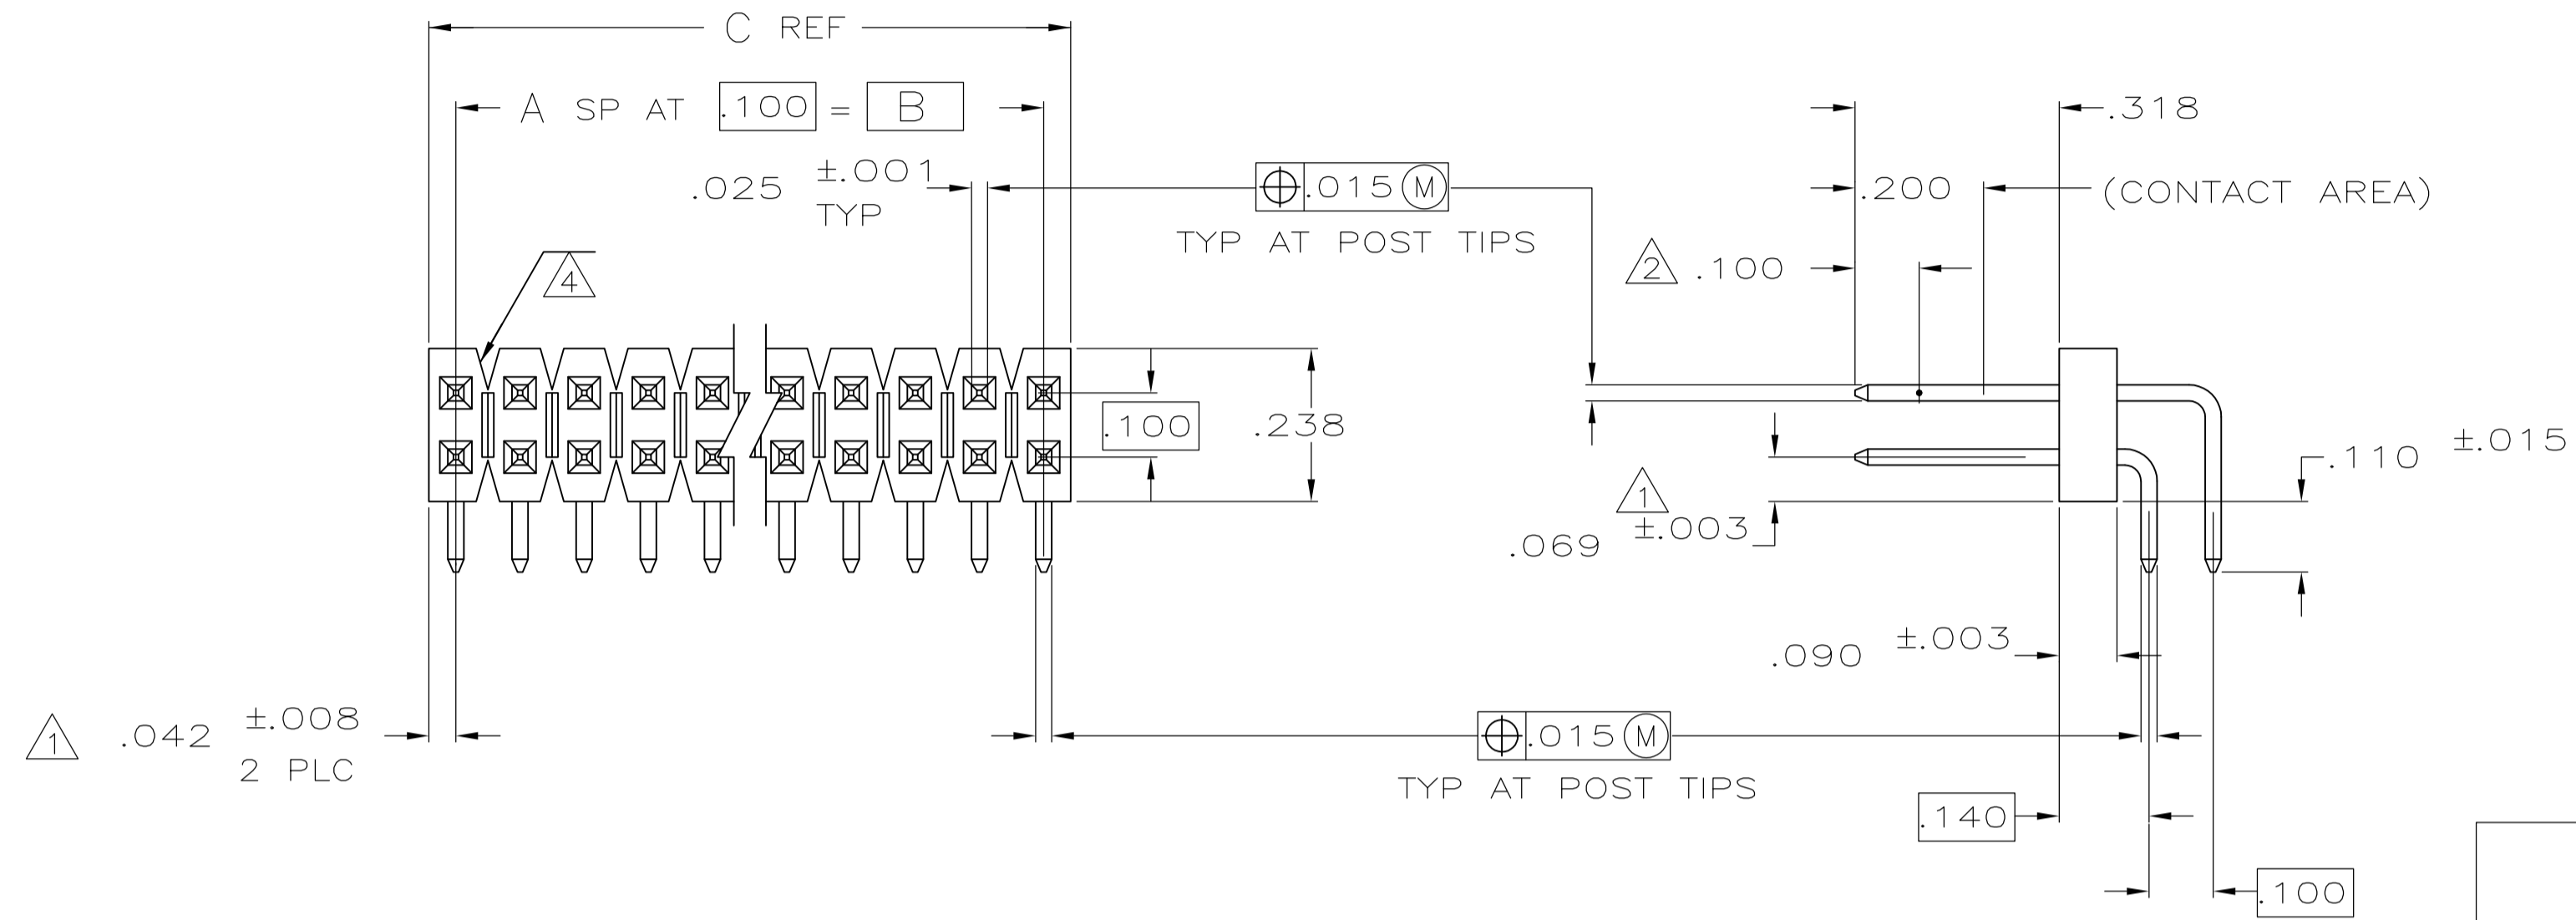 C REF
A SP AT .100 = B
.318
.025 ±.001
TYP
⌖ .015 Ⓜ
TYP AT POST TIPS
.200 (CONTACT AREA)
2 .100
4
.100
.238
.110 ±.015
1
.069 ±.003
.090 ±.003
1 .042 ±.008
2 PLC
⌖ .015 Ⓜ
TYP AT POST TIPS
.140
.100